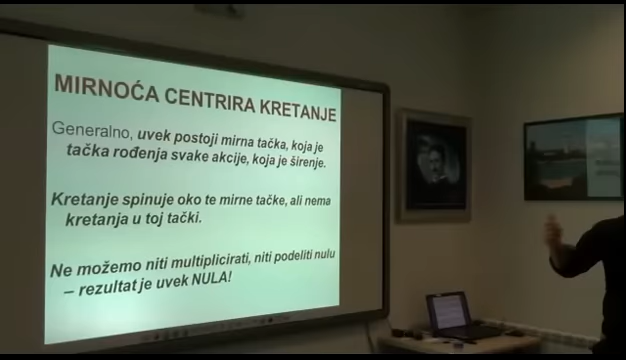 MIRNOĆA CENTRIRA KRETANJE
Generalno, uvek postoji mirna tačka, koja je
tačka rođenja svake akcije, koja je širenje.
Kretanje spinuje oko te mirne tačke, ali nema
kretanja u toj tački.
Ne možemo niti multiplicirati, niti podeliti nulu
– rezultat je uvek NULA!